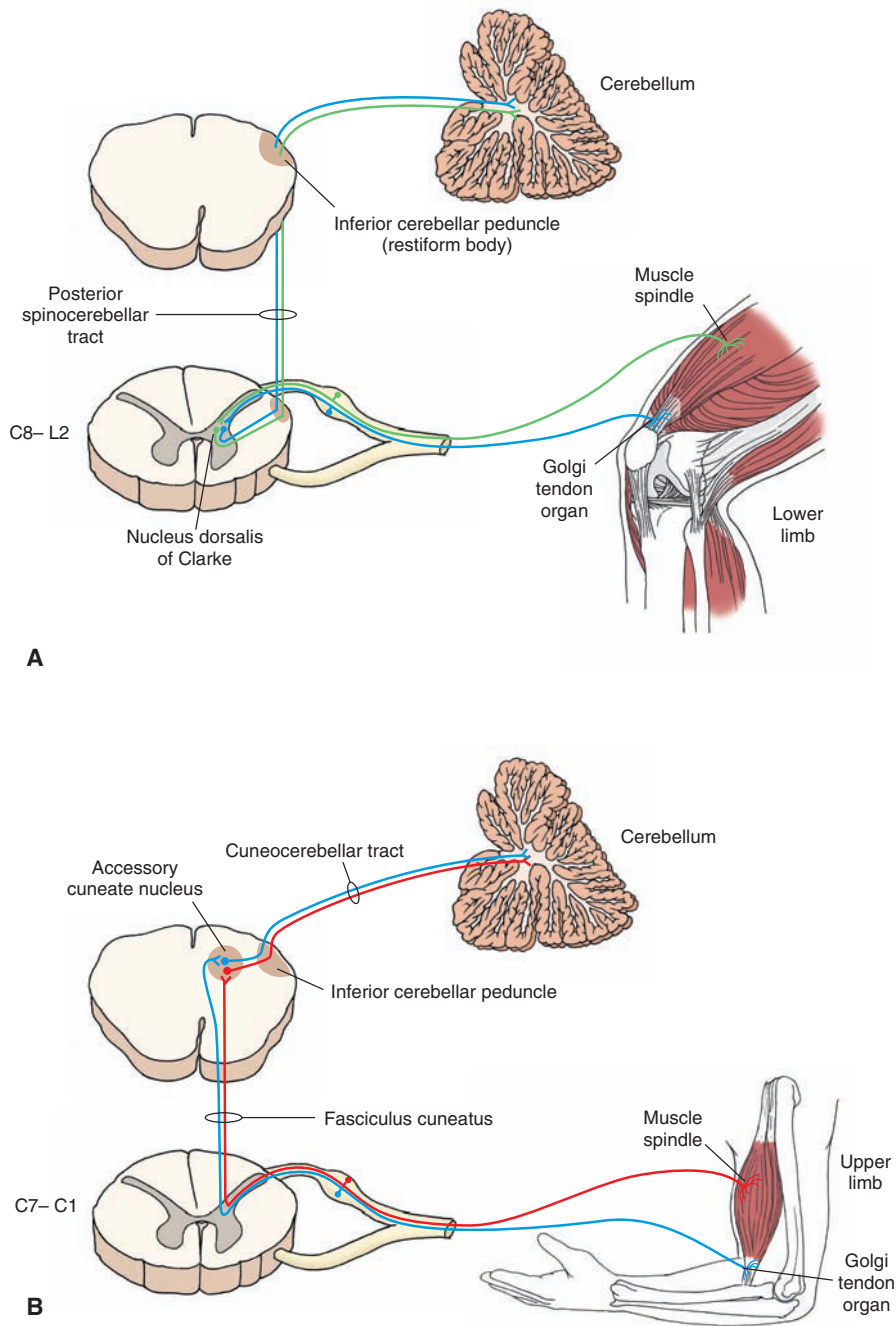 Cerebellum
Inferior cerebellar peduncle
(restiform body)
Posterior
spinocerebellar
tract
Muscle
spindle
C8– L2
Golgi
tendon
organ
Lower
limb
Nucleus dorsalis
of Clarke
A
Cerebellum
Cuneocerebellar tract
Accessory
cuneate nucleus
Inferior cerebellar peduncle
Fasciculus cuneatus
Muscle
spindle
Upper
limb
C7– C1
Golgi
tendon
organ
B